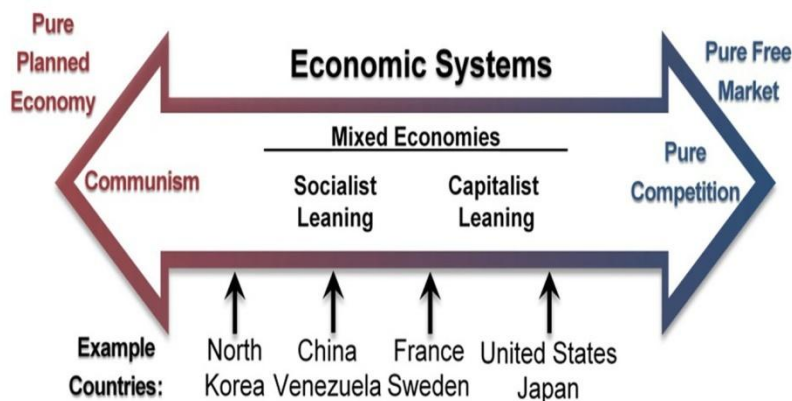 Pure
Planned
Economy
Economic Systems
Pure Free
Market
Mixed Economies
Communism
Socialist
Leaning
Capitalist
Leaning
Pure
Competition
Example
Countries:
North
Korea
China
Venezuela
France
Sweden
United States
Japan